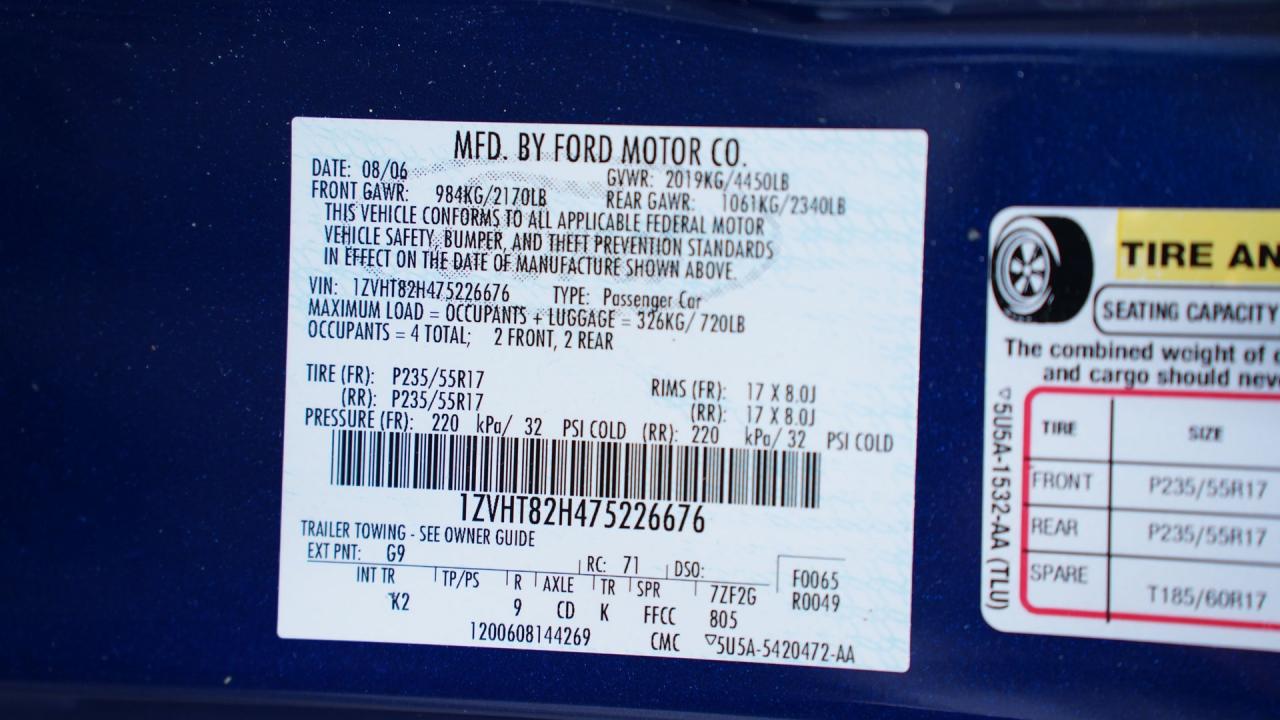 MFD. BY FORD MOTOR CO.
DATE: 08/06 GVWR: 2019KG/4450LB
FRONT GAWR: 984KG/2170LB REAR GAWR: 1061KG/2340LB
THIS VEHICLE CONFORMS TO ALL APPLICABLE FEDERAL MOTOR
VEHICLE SAFETY, BUMPER, AND THEFT PREVENTION STANDARDS
IN EFFECT ON THE DATE OF MANUFACTURE SHOWN ABOVE.
VIN: 1ZVHT82H475226676 TYPE: Passenger Car
MAXIMUM LOAD = OCCUPANTS + LUGGAGE = 326KG/ 720LB
OCCUPANTS = 4 TOTAL; 2 FRONT, 2 REAR
TIRE (FR): P235/55R17 RIMS (FR): 17 X 8.0J
(RR): P235/55R17 (RR): 17 X 8.0J
PRESSURE (FR): 220 kPa/ 32 PSI COLD (RR): 220 kPa/ 32 PSI COLD
1ZVHT82H475226676
TRAILER TOWING - SEE OWNER GUIDE
EXT PNT: G9 RC: 71 DSO: F0065
INT TR TP/PS R AXLE TR SPR 7ZF2G R0049
K2 9 CD K FFCC 805
1200608144269 CMC ▽5U5A-5420472-AA
TIRE AN
SEATING CAPACITY
The combined weight of
and cargo should nev
▽5U5A-1532-AA (TLU)
TIRE SIZE
FRONT P235/55R17
REAR P235/55R17
SPARE T185/60R17